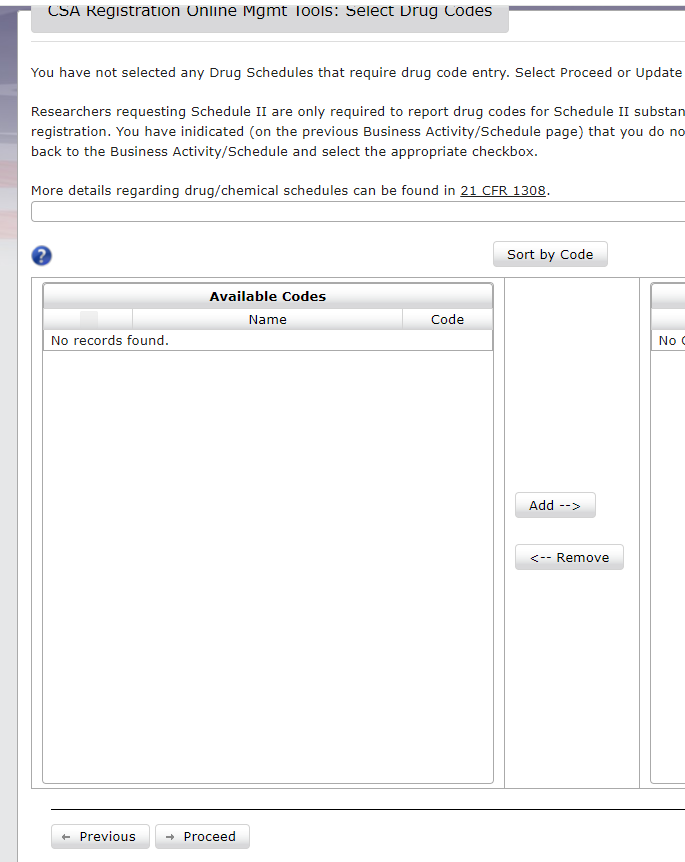 CSA Registration Online Mgmt Tools: Select Drug Codes
You have not selected any Drug Schedules that require drug code entry. Select Proceed or Update
Researchers requesting Schedule II are only required to report drug codes for Schedule II substan
registration. You have inidicated (on the previous Business Activity/Schedule page) that you do no
back to the Business Activity/Schedule and select the appropriate checkbox.
More details regarding drug/chemical schedules can be found in 21 CFR 1308.
?
Sort by Code
Available Codes
Name Code
No records found.
No
Add -->
<-- Remove
← Previous → Proceed